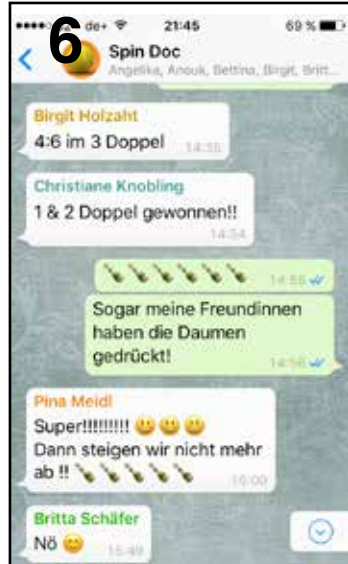 de+ 21:45 69 %
6
Spin Doc
Angelika, Anouk, Bettina, Birgit, Britt...
Birgit Holzaht
4:6 im 3 Doppel 14:35
Christiane Knobling
1 & 2 Doppel gewonnen!!
14:54
14:55
Sogar meine Freundinnen
haben die Daumen
gedrückt!
14:56
Pina Meidl
Super!!!!!!!!!
Dann steigen wir nicht mehr
ab !! 15:00
Britta Schäfer
Nö 15:49